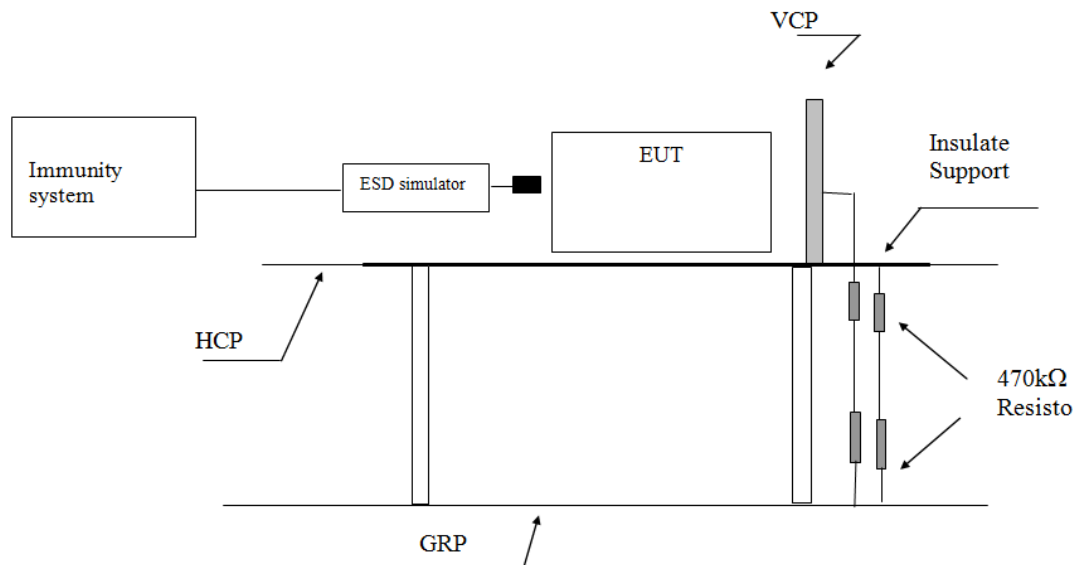 VCP
Immunity
system
ESD simulator
EUT
Insulate
Support
HCP
470kΩ
Resisto
GRP